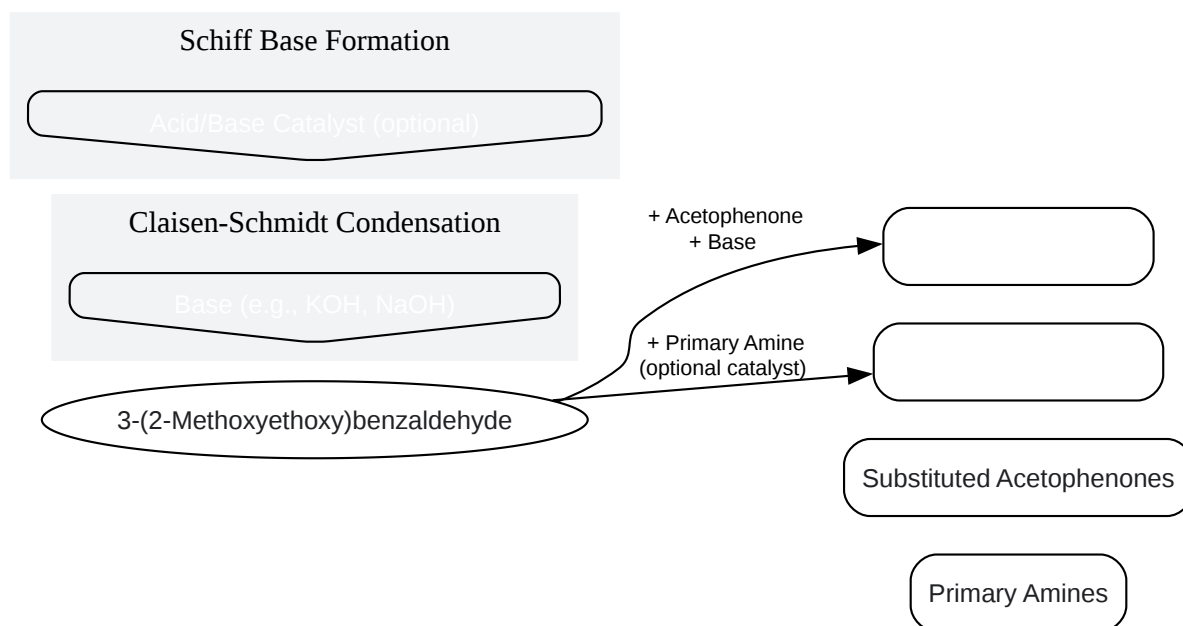 Schiff Base Formation
Acid/Base Catalyst (optional)
Claisen-Schmidt Condensation
Base (e.g., KOH, NaOH)
+ Acetophenone
+ Base
+ Primary Amine
(optional catalyst)
3-(2-Methoxyethoxy)benzaldehyde
Substituted Acetophenones
Primary Amines